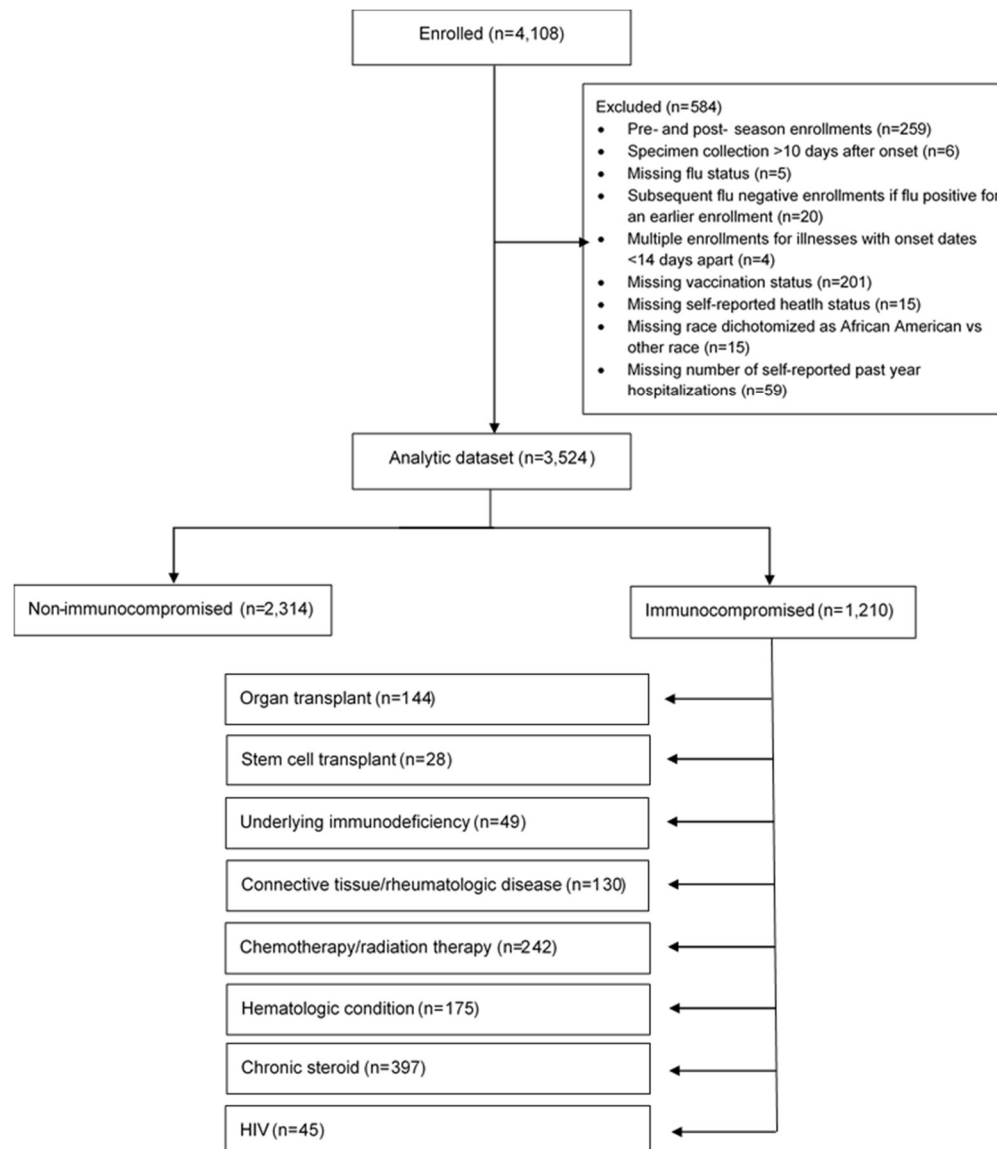 Enrolled (n=4,108)
Excluded (n=584)
• Pre- and post- season enrollments (n=259)
• Specimen collection >10 days after onset (n=6)
• Missing flu status (n=5)
• Subsequent flu negative enrollments if flu positive for
an earlier enrollment (n=20)
• Multiple enrollments for illnesses with onset dates
<14 days apart (n=4)
• Missing vaccination status (n=201)
• Missing self-reported heatlh status (n=15)
• Missing race dichotomized as African American vs
other race (n=15)
• Missing number of self-reported past year
hospitalizations (n=59)
Analytic dataset (n=3,524)
Non-immunocompromised (n=2,314)
Immunocompromised (n=1,210)
Organ transplant (n=144)
Stem cell transplant (n=28)
Underlying immunodeficiency (n=49)
Connective tissue/rheumatologic disease (n=130)
Chemotherapy/radiation therapy (n=242)
Hematologic condition (n=175)
Chronic steroid (n=397)
HIV (n=45)